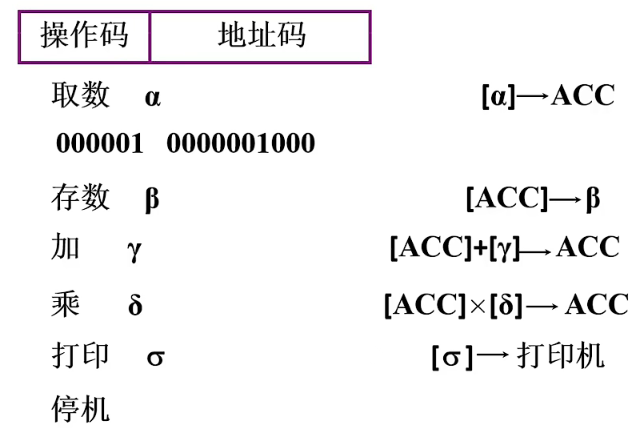 操作码 地址码
取数 α [α]→ACC
000001 0000001000
存数 β [ACC]→β
加 γ [ACC]+[γ]→ACC
乘 δ [ACC]×[δ]→ACC
打印 σ [σ]→打印机
停机